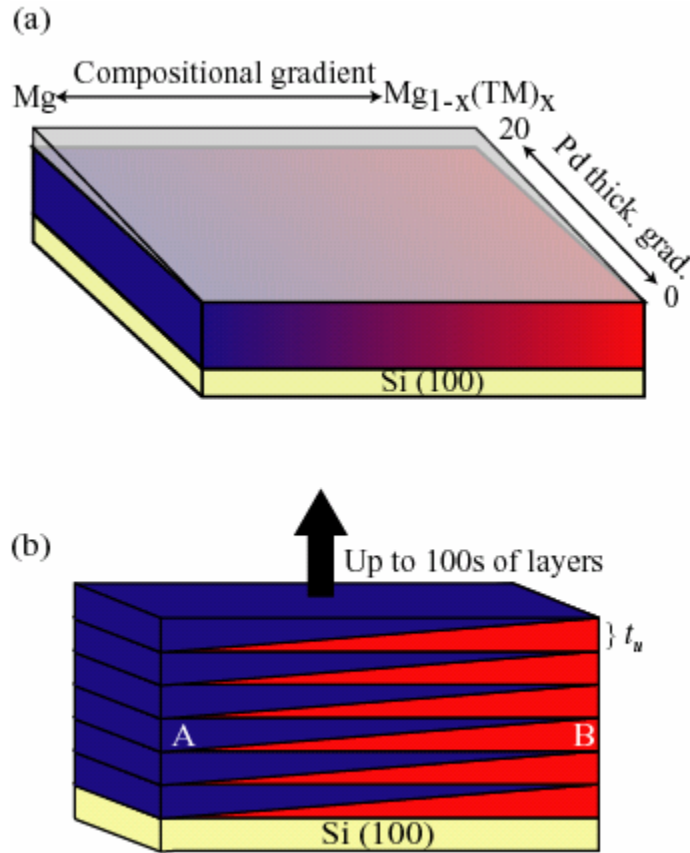 (a)
Compositional gradient
Mg
Mg1-x(TM)x
20
Pd thick. grad.
0
Si (100)
(b)
Up to 100s of layers
} tu
A
B
Si (100)